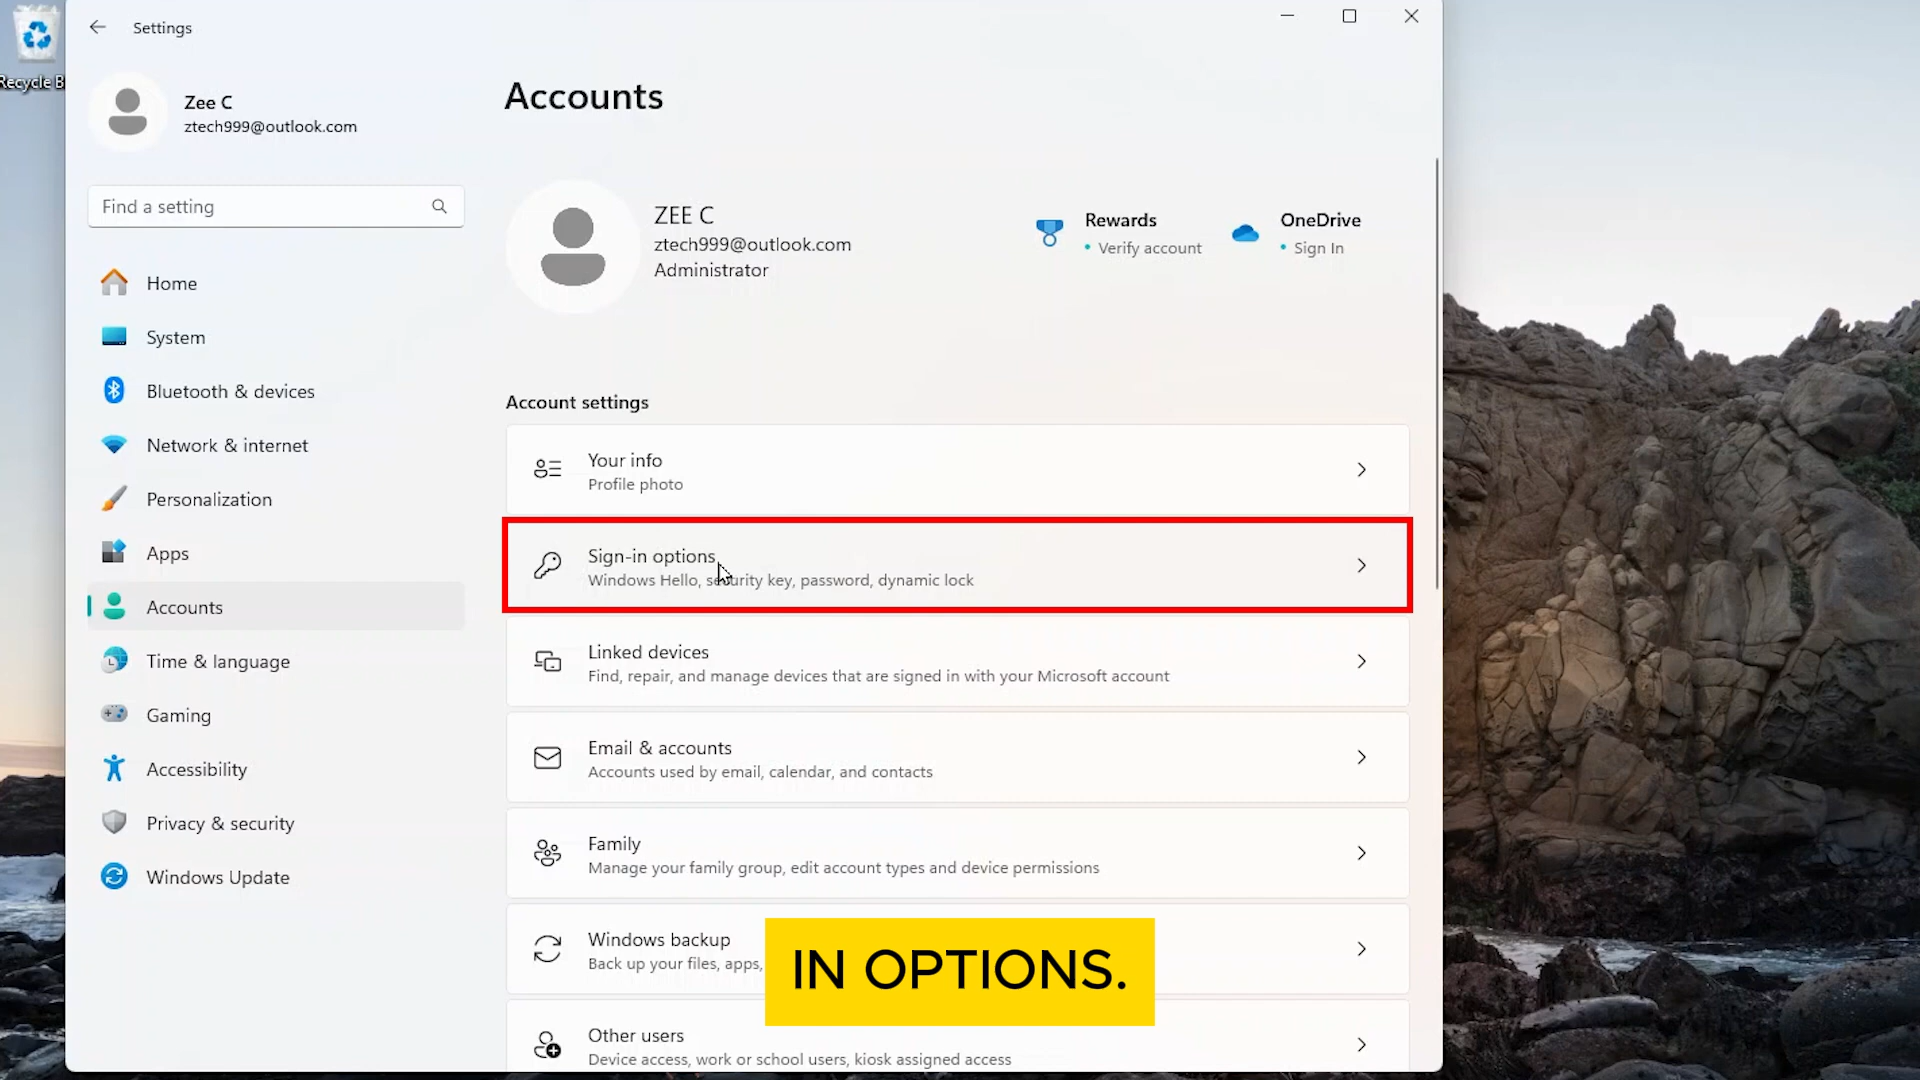 Recycle B
Settings
Zee C
ztech999@outlook.com
Find a setting
Home
System
Bluetooth & devices
Network & internet
Personalization
Apps
Accounts
Time & language
Gaming
Accessibility
Privacy & security
Windows Update
Accounts
ZEE C
ztech999@outlook.com
Administrator
Rewards
• Verify account
OneDrive
• Sign In
Account settings
Your info
Profile photo
Sign-in options
Windows Hello, security key, password, dynamic lock
Linked devices
Find, repair, and manage devices that are signed in with your Microsoft account
Email & accounts
Accounts used by email, calendar, and contacts
Family
Manage your family group, edit account types and device permissions
Windows backup
Back up your files, apps,
IN OPTIONS.
Other users
Device access, work or school users, kiosk assigned access